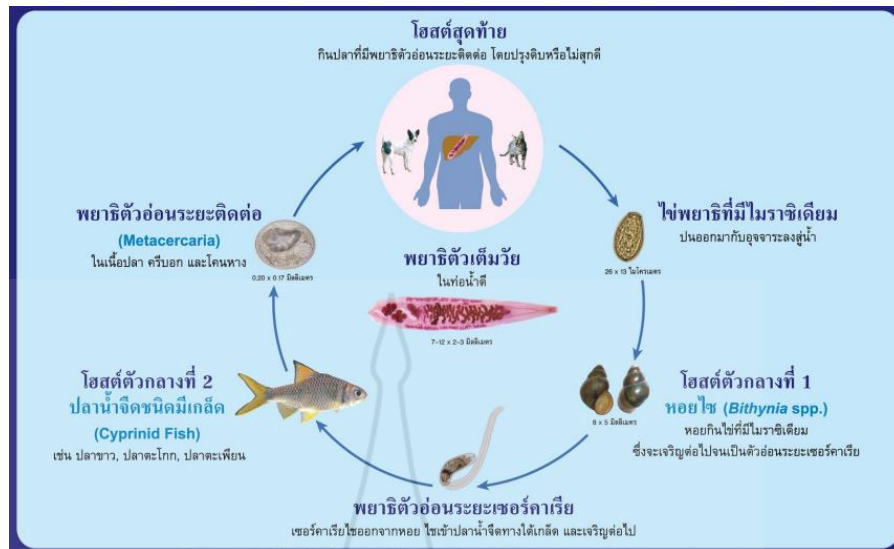 โฮสต์สุดท้าย
กินปลาที่มีพยาธิตัวอ่อนระยะติดต่อ โดยปรุงดิบหรือไม่สุกดี
ไข่พยาธิที่มีไมราซิเดียม
ปนออกมากับอุจจาระลงสู่น้ำ
26 x 13 ไมโครเมตร
โฮสต์ตัวกลางที่ 1
หอยไซ (Bithynia spp.)
หอยกินไข่ที่มีไมราซิเดียม
ซึ่งจะเจริญต่อไปจนเป็นตัวอ่อนระยะเซอร์คาเรีย
8 x 5 มิลลิเมตร
พยาธิตัวอ่อนระยะเซอร์คาเรีย
เซอร์คาเรียไชออกจากหอย ไชเข้าปลาน้ำจืดทางใต้เกล็ด และเจริญต่อไป
โฮสต์ตัวกลางที่ 2
ปลาน้ำจืดชนิดมีเกล็ด
(Cyprinid Fish)
เช่น ปลาขาว, ปลาตะโกก, ปลาตะเพียน
พยาธิตัวอ่อนระยะติดต่อ
(Metacercaria)
ในเนื้อปลา ครีบอก และโคนหาง
0.20 x 0.17 มิลลิเมตร
พยาธิตัวเต็มวัย
ในท่อน้ำดี
7-12 x 2-3 มิลลิเมตร